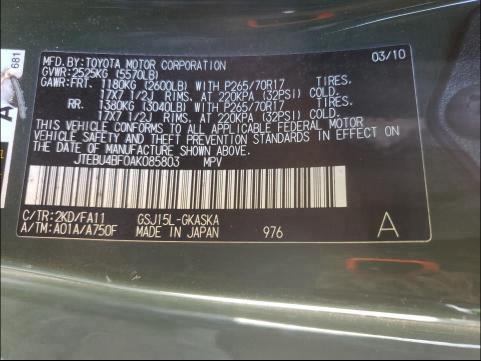 681
A
MFD. BY: TOYOTA MOTOR CORPORATION 03/10
GVWR: 2525KG (5570LB)
GAWR:FRT. 1180KG (2600LB) WITH P265/70R17 TIRES,
17X7 1/2J RIMS, AT 220KPA (32PSI) COLD.
RR. 1380KG (3040LB) WITH P265/70R17 TIRES,
17X7 1/2J RIMS, AT 220KPA (32PSI) COLD.
THIS VEHICLE CONFORMS TO ALL APPLICABLE FEDERAL MOTOR
VEHICLE SAFETY AND THEFT PREVENTION STANDARDS IN EFFECT ON
THE DATE OF MANUFACTURE SHOWN ABOVE.
JTEBU4BF0AK085803 MPV
C/TR: 2KD/FA11 GSJ15L-GKASKA
A/TM: A01A/A750F MADE IN JAPAN 976 A